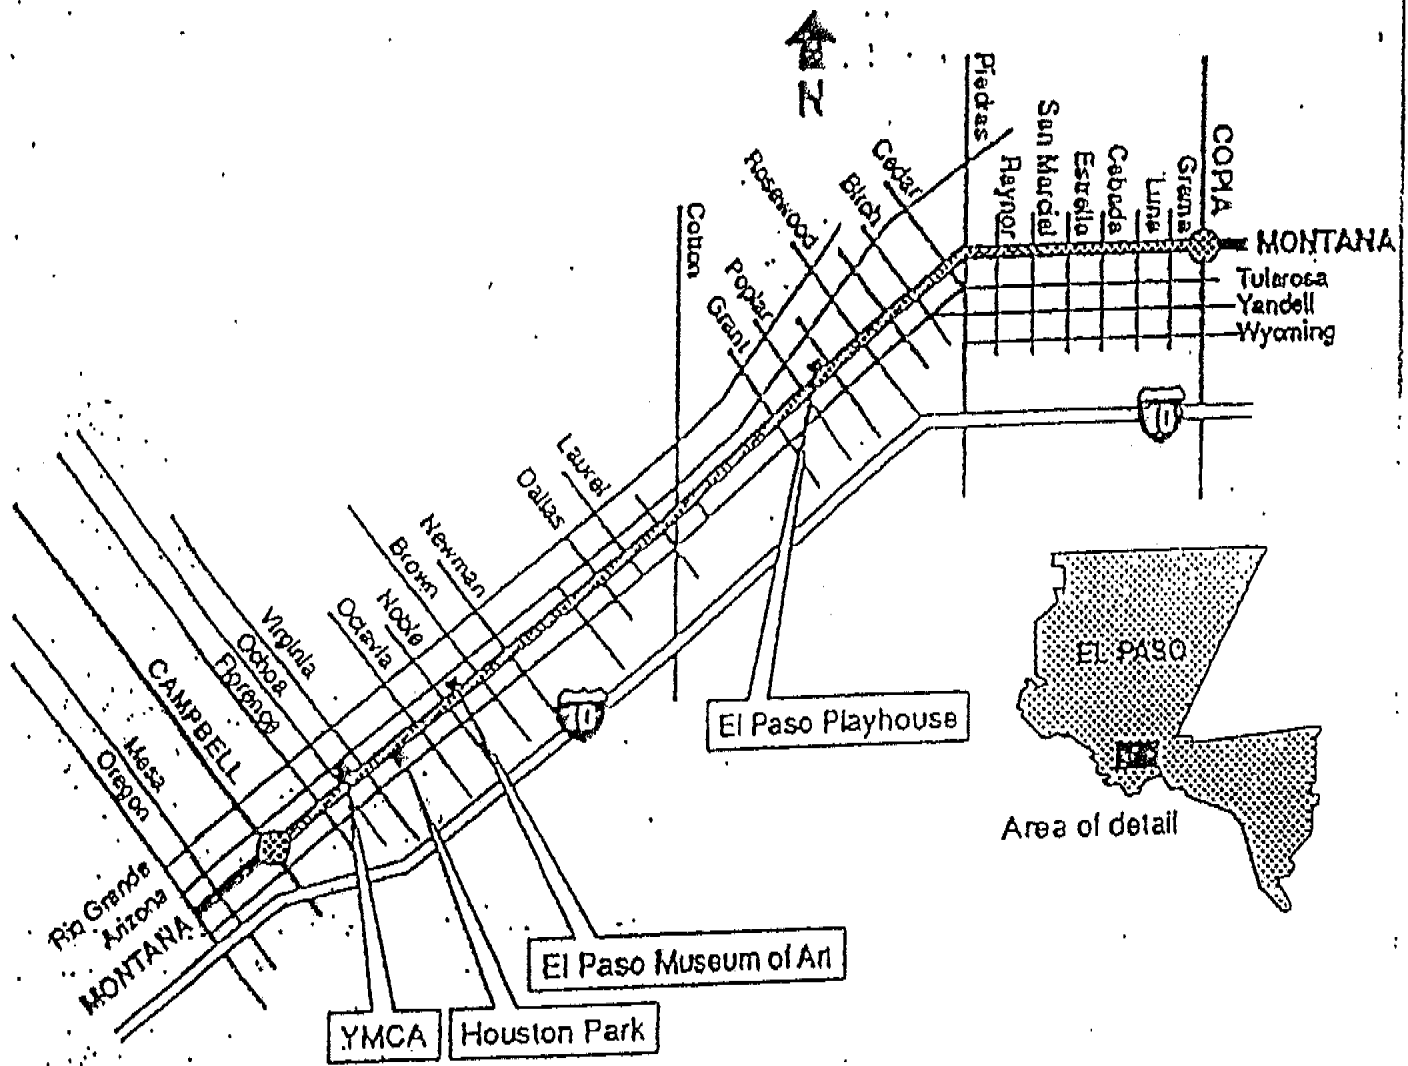 N
Piedras
Raynor
San Marcial
Estrella
Cebada
Luna
Grama
COPIA
MONTANA
Tularosa
Yandell
Wyoming
Cedar
Birch
Rosewood
Poplar
Grant
Cotton
10
Laurel
Dallas
Newman
Brown
Noble
Octavia
Virginia
Ochoa
Florence
CAMPBELL
Mesa
Oregon
Rio Grande
Arizona
MONTANA
10
El Paso Playhouse
EL PASO
Area of detail
El Paso Museum of Art
YMCA
Houston Park